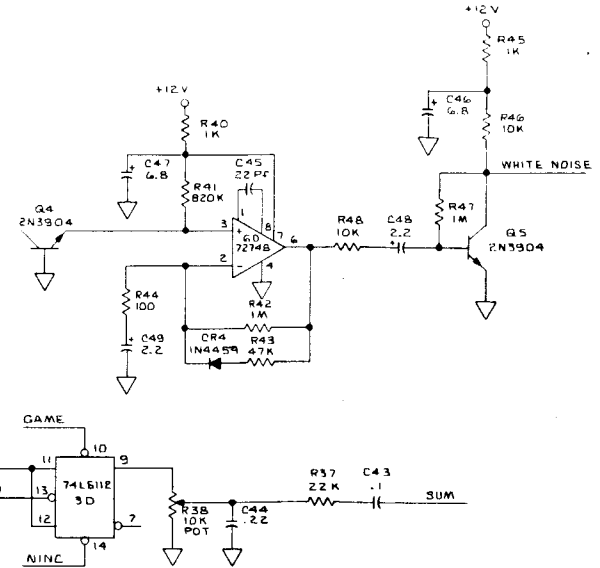 +12V
R45
1K
C46
6.8
R46
10K
WHITE NOISE
+12V
R40
1K
C47
6.8
C45
22 Pf
R41
820K
Q4
2N3904
1
3
+
6D
72748
8
7
6
2
-
4
R48
10K
C48
2.2
R47
1M
Q5
2N3904
R44
100
C49
2.2
R42
1M
CR4
1N4459
R43
47K
GAME
10
11
9
13
74LS112
9D
12
7
14
NINC
R38
10K
POT
C44
.22
R37
22K
C43
.1
SUM